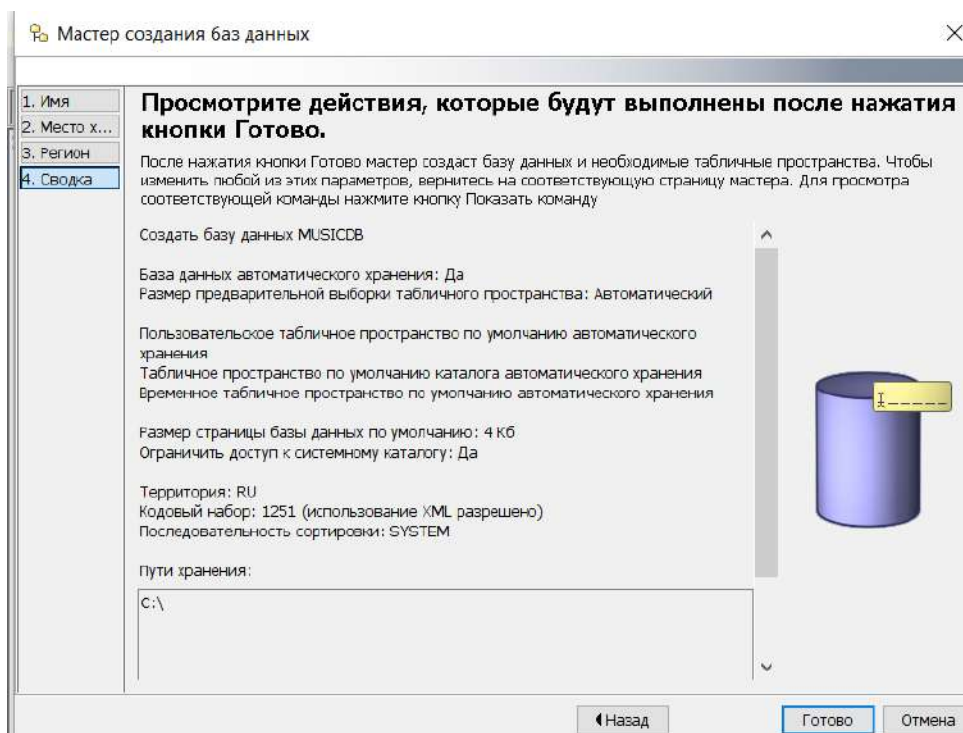 Мастер создания баз данных
1. Имя
2. Место х...
3. Регион
4. Сводка
Просмотрите действия, которые будут выполнены после нажатия
кнопки Готово.
После нажатия кнопки Готово мастер создаст базу данных и необходимые табличные пространства. Чтобы
изменить любой из этих параметров, вернитесь на соответствующую страницу мастера. Для просмотра
соответствующей команды нажмите кнопку Показать команду
Создать базу данных MUSICDB
База данных автоматического хранения: Да
Размер предварительной выборки табличного пространства: Автоматический
Пользовательское табличное пространство по умолчанию автоматического
хранения
Табличное пространство по умолчанию каталога автоматического хранения
Временное табличное пространство по умолчанию автоматического хранения
Размер страницы базы данных по умолчанию: 4 Кб
Ограничить доступ к системному каталогу: Да
Территория: RU
Кодовый набор: 1251 (использование XML разрешено)
Последовательность сортировки: SYSTEM
Пути хранения:
C:\
Назад
Готово
Отмена